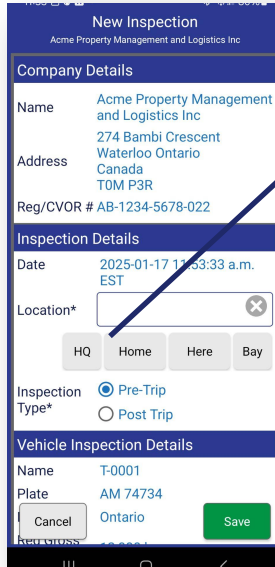 New Inspection
Acme Property Management and Logistics Inc
Company Details
Name Acme Property Management
and Logistics Inc
Address 274 Bambi Crescent
Waterloo Ontario
Canada
T0M P3R
Reg/CVOR # AB-1234-5678-022
Inspection Details
Date 2025-01-17 11:53:33 a.m.
EST
Location*
HQ Home Here Bay
Inspection Type* Pre-Trip
Post Trip
Vehicle Inspection Details
Name T-0001
Plate AM 74734
Ontario
Cancel Save